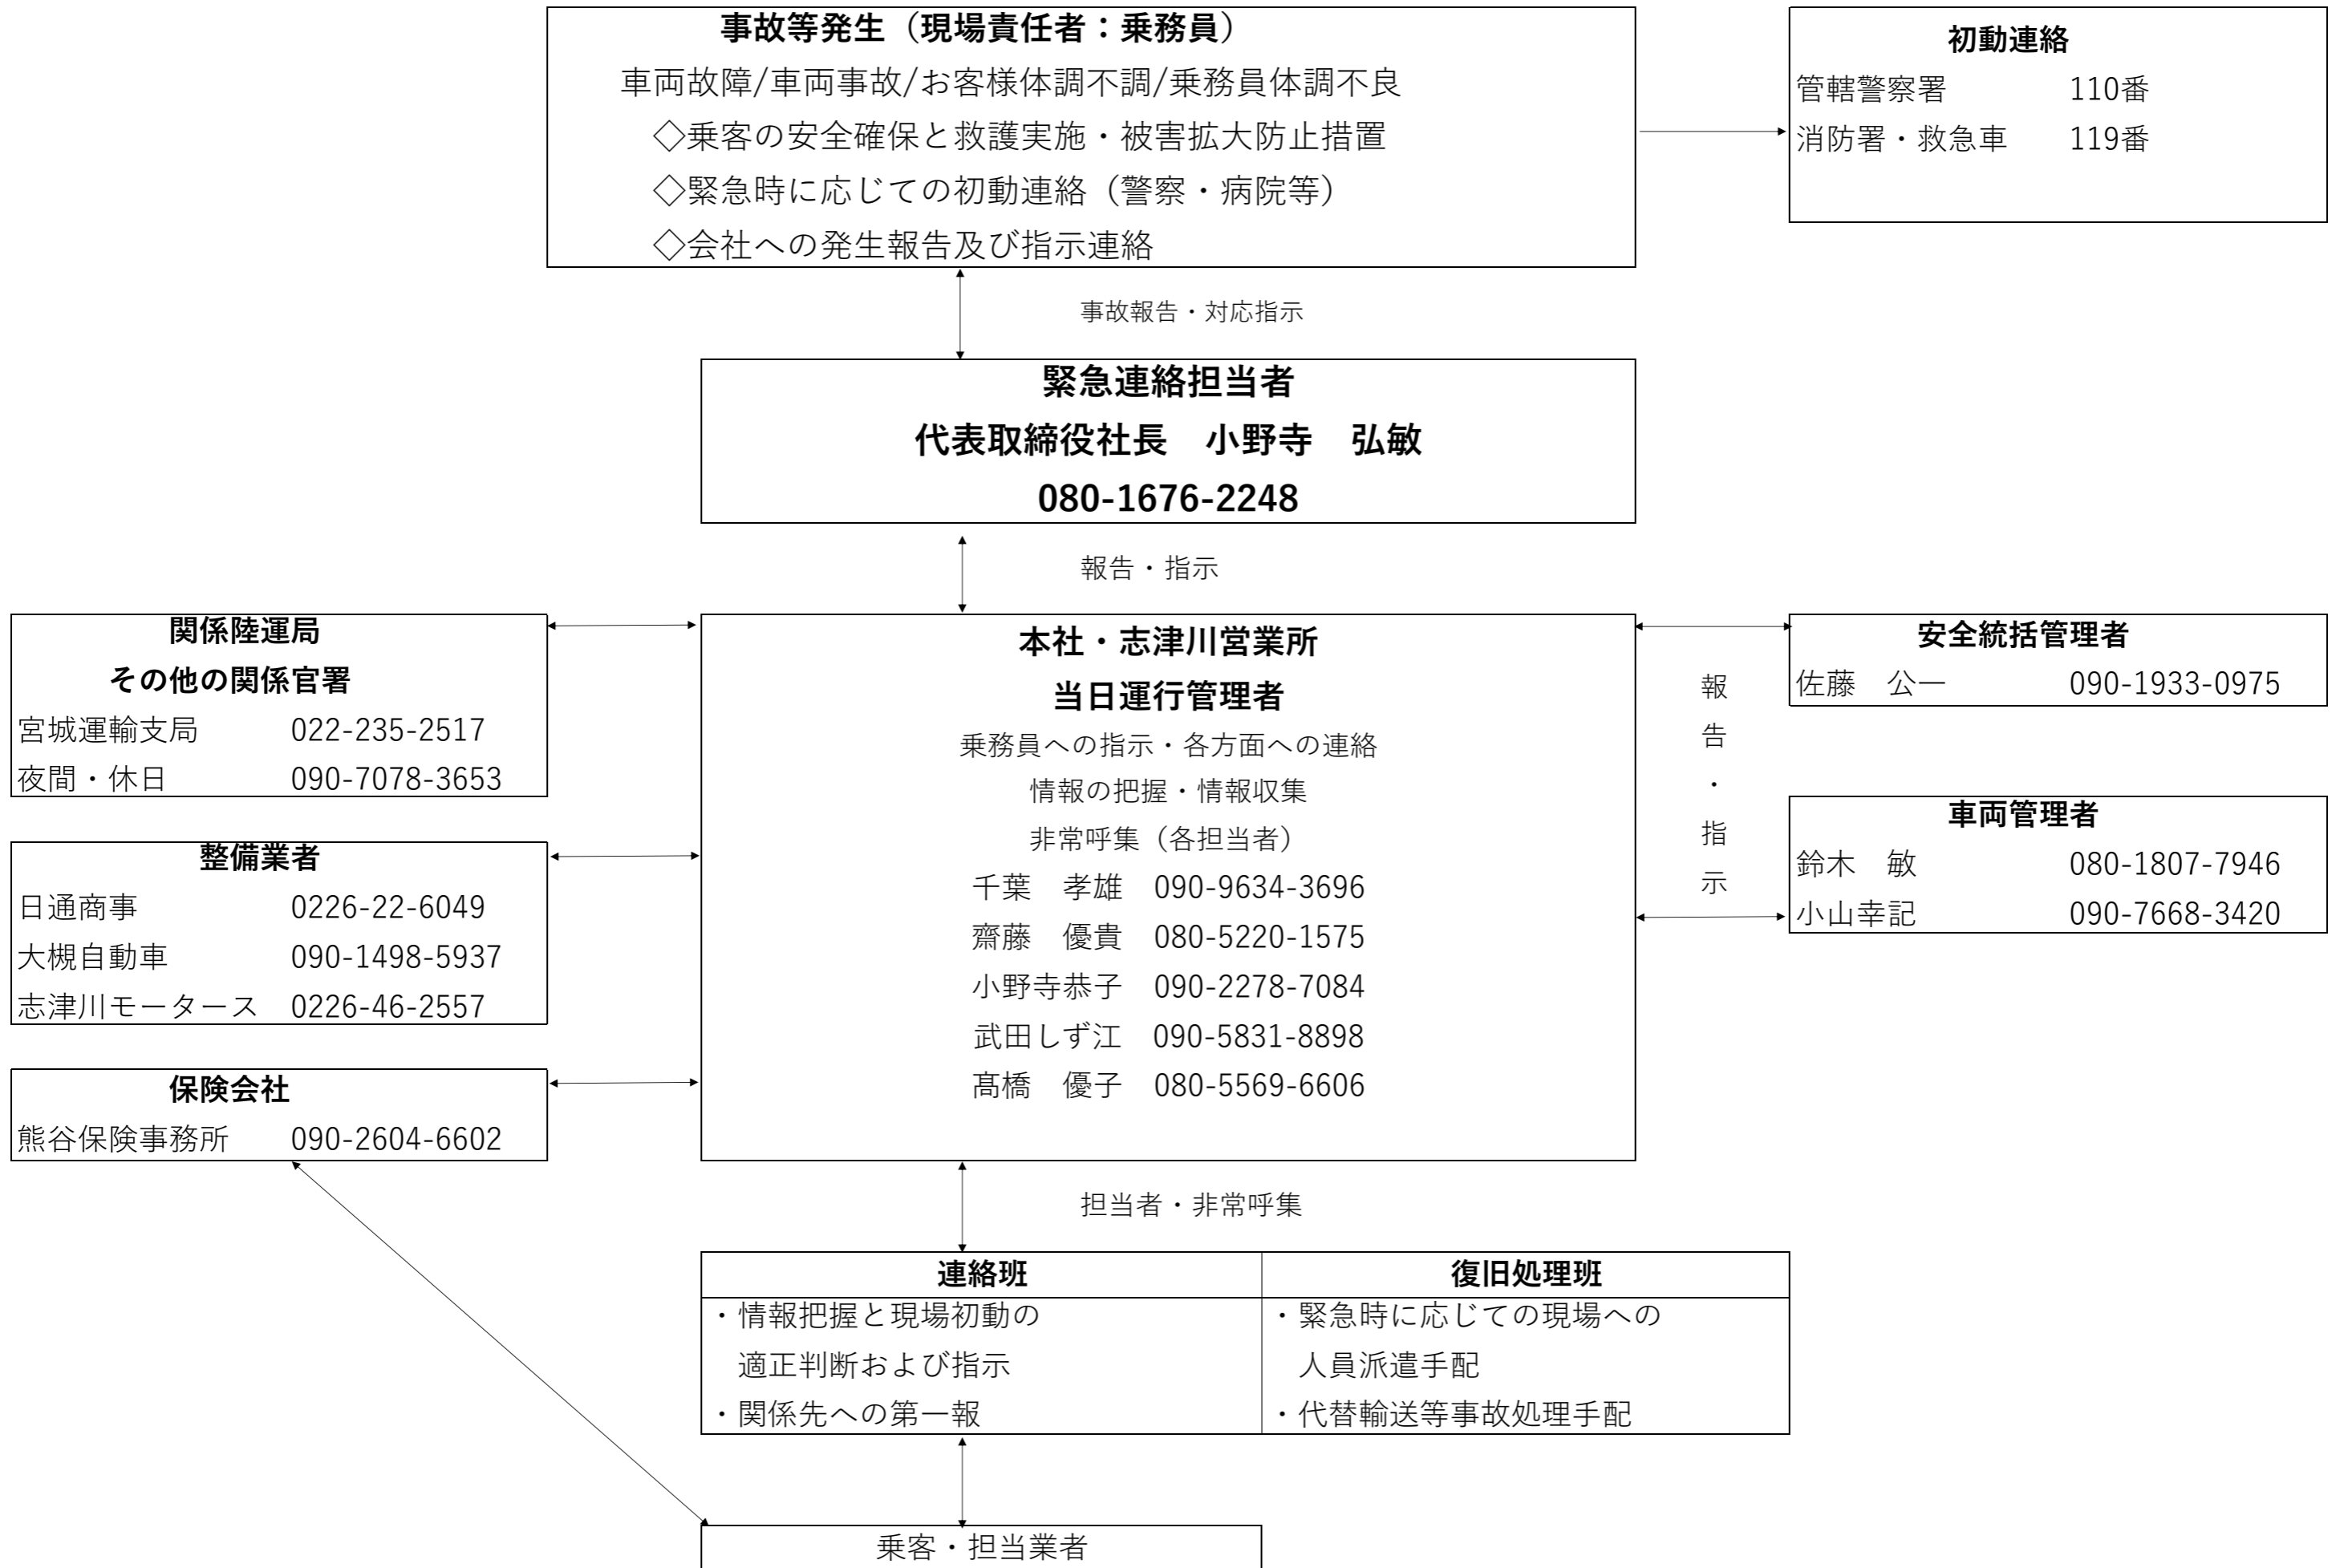 事故等発生（現場責任者：乗務員）
車両故障/車両事故/お客様体調不調/乗務員体調不良
◇乗客の安全確保と救護実施・被害拡大防止措置
◇緊急時に応じての初動連絡（警察・病院等）
◇会社への発生報告及び指示連絡
初動連絡
管轄警察署　110番
消防署・救急車　119番
事故報告・対応指示
緊急連絡担当者
代表取締役社長　小野寺　弘敏
080-1676-2248
報告・指示
関係陸運局
その他の関係官署
宮城運輸支局　022-235-2517
夜間・休日　090-7078-3653
整備業者
日通商事　0226-22-6049
大槻自動車　090-1498-5937
志津川モータース　0226-46-2557
保険会社
熊谷保険事務所　090-2604-6602
本社・志津川営業所
当日運行管理者
乗務員への指示・各方面への連絡
情報の把握・情報収集
非常呼集（各担当者）
千葉　孝雄　090-9634-3696
齋藤　優貴　080-5220-1575
小野寺恭子　090-2278-7084
武田しず江　090-5831-8898
髙橋　優子　080-5569-6606
報告・指示
安全統括管理者
佐藤　公一　090-1933-0975
車両管理者
鈴木　敏　080-1807-7946
小山幸記　090-7668-3420
担当者・非常呼集
連絡班
・情報把握と現場初動の
適正判断および指示
・関係先への第一報
復旧処理班
・緊急時に応じての現場への
人員派遣手配
・代替輸送等事故処理手配
乗客・担当業者